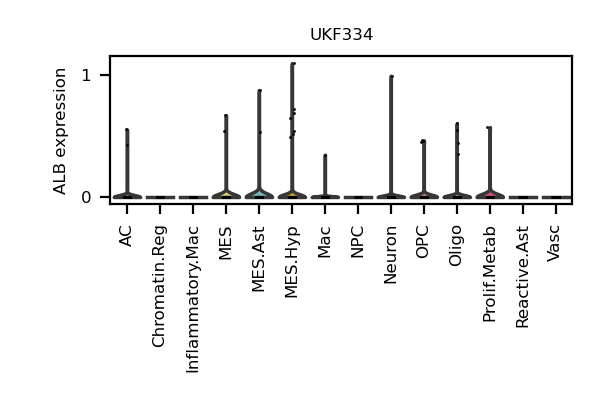 UKF334
ALB expression
1
0
AC
Chromatin.Reg
Inflammatory.Mac
MES
MES.Ast
MES.Hyp
Mac
NPC
Neuron
OPC
Oligo
Prolif.Metab
Reactive.Ast
Vasc